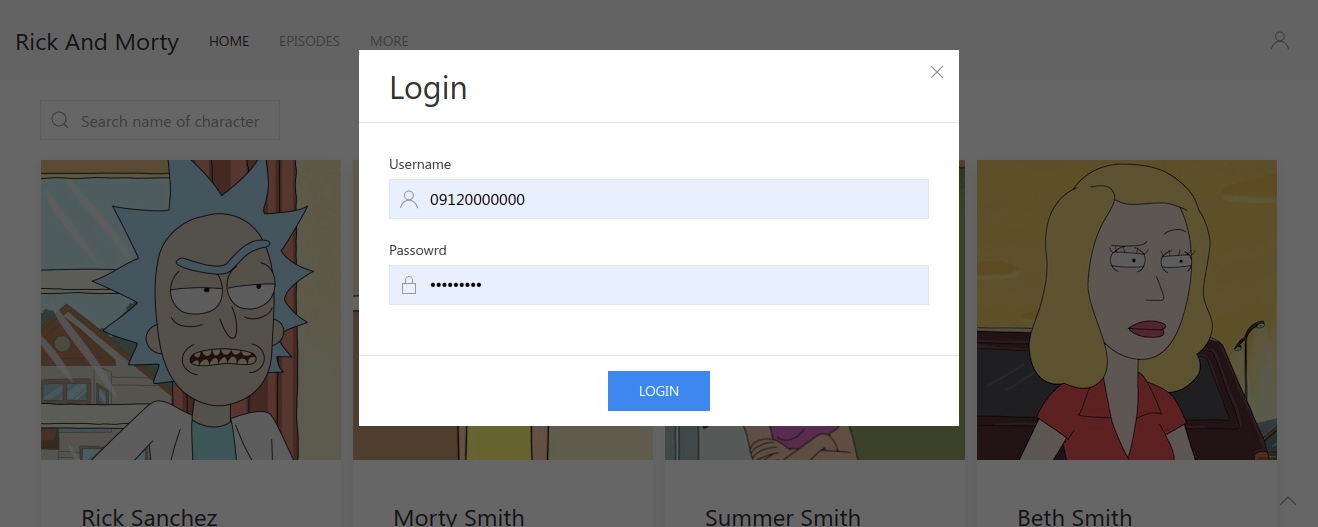 Rick And Morty HOME EPISODES MORE
Login
Search name of character
Username
09120000000
Passowrd
•••••••••
LOGIN
Rick Sanchez Morty Smith Summer Smith Beth Smith